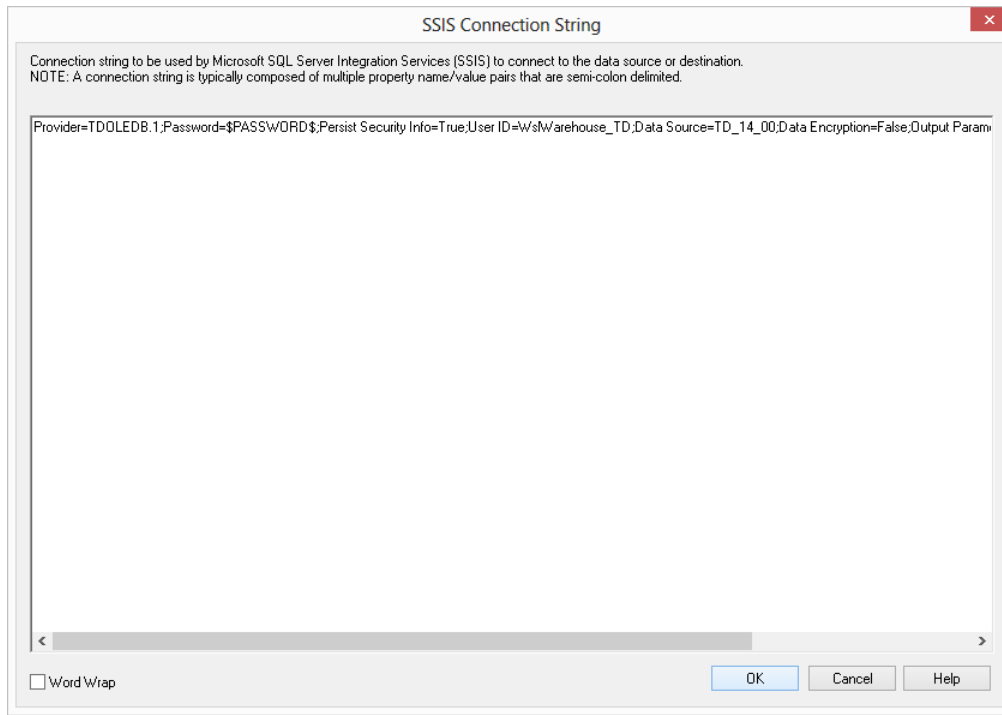 SSIS Connection String
Connection string to be used by Microsoft SQL Server Integration Services (SSIS) to connect to the data source or destination.
NOTE: A connection string is typically composed of multiple property name/value pairs that are semi-colon delimited.
Provider=TDOLEDB.1;Password=$PASSWORD$;Persist Security Info=True;User ID=WslWarehouse_TD;Data Source=TD_14_00;Data Encryption=False;Output
Word Wrap
OK
Cancel
Help